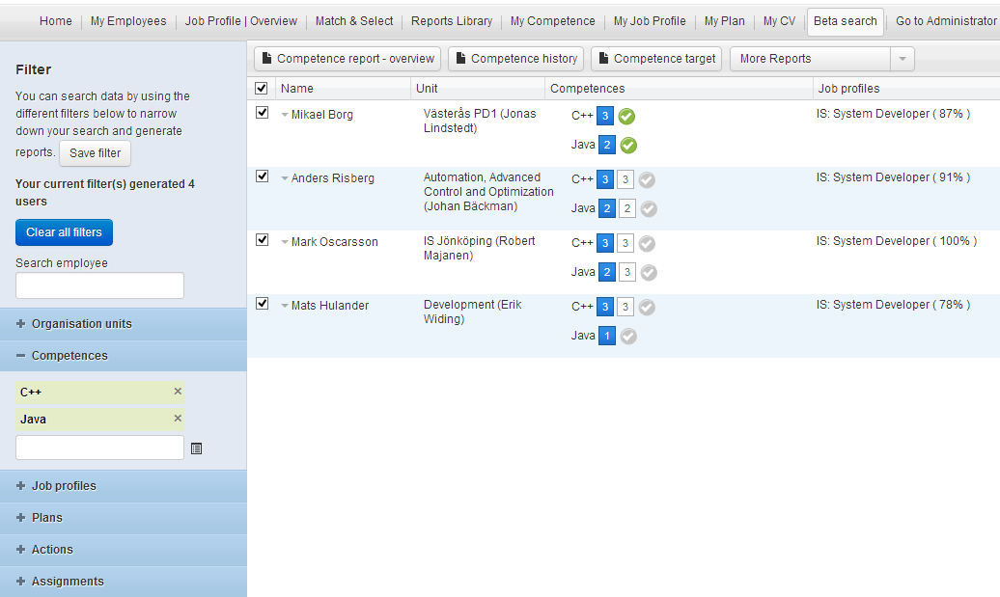 Home My Employees Job Profile | Overview Match & Select Reports Library My Competence My Job Profile My Plan My CV Beta search Go to Administrator
Filter
You can search data by using the
different filters below to narrow
down your search and generate
reports. Save filter
Your current filter(s) generated 4
users
Clear all filters
Search employee
+ Organisation units
− Competences
C++ ×
Java ×
+ Job profiles
+ Plans
+ Actions
+ Assignments
Competence report - overview Competence history Competence target More Reports
Name Unit Competences Job profiles
Mikael Borg Västerås PD1 (Jonas C++ 3 IS: System Developer ( 87% )
Lindstedt)
Java 2
Anders Risberg Automation, Advanced C++ 3 3 IS: System Developer ( 91% )
Control and Optimization
(Johan Bäckman) Java 2 2
Mark Oscarsson IS Jönköping (Robert C++ 3 3 IS: System Developer ( 100% )
Majanen)
Java 2 3
Mats Hulander Development (Erik C++ 3 3 IS: System Developer ( 78% )
Widing)
Java 1